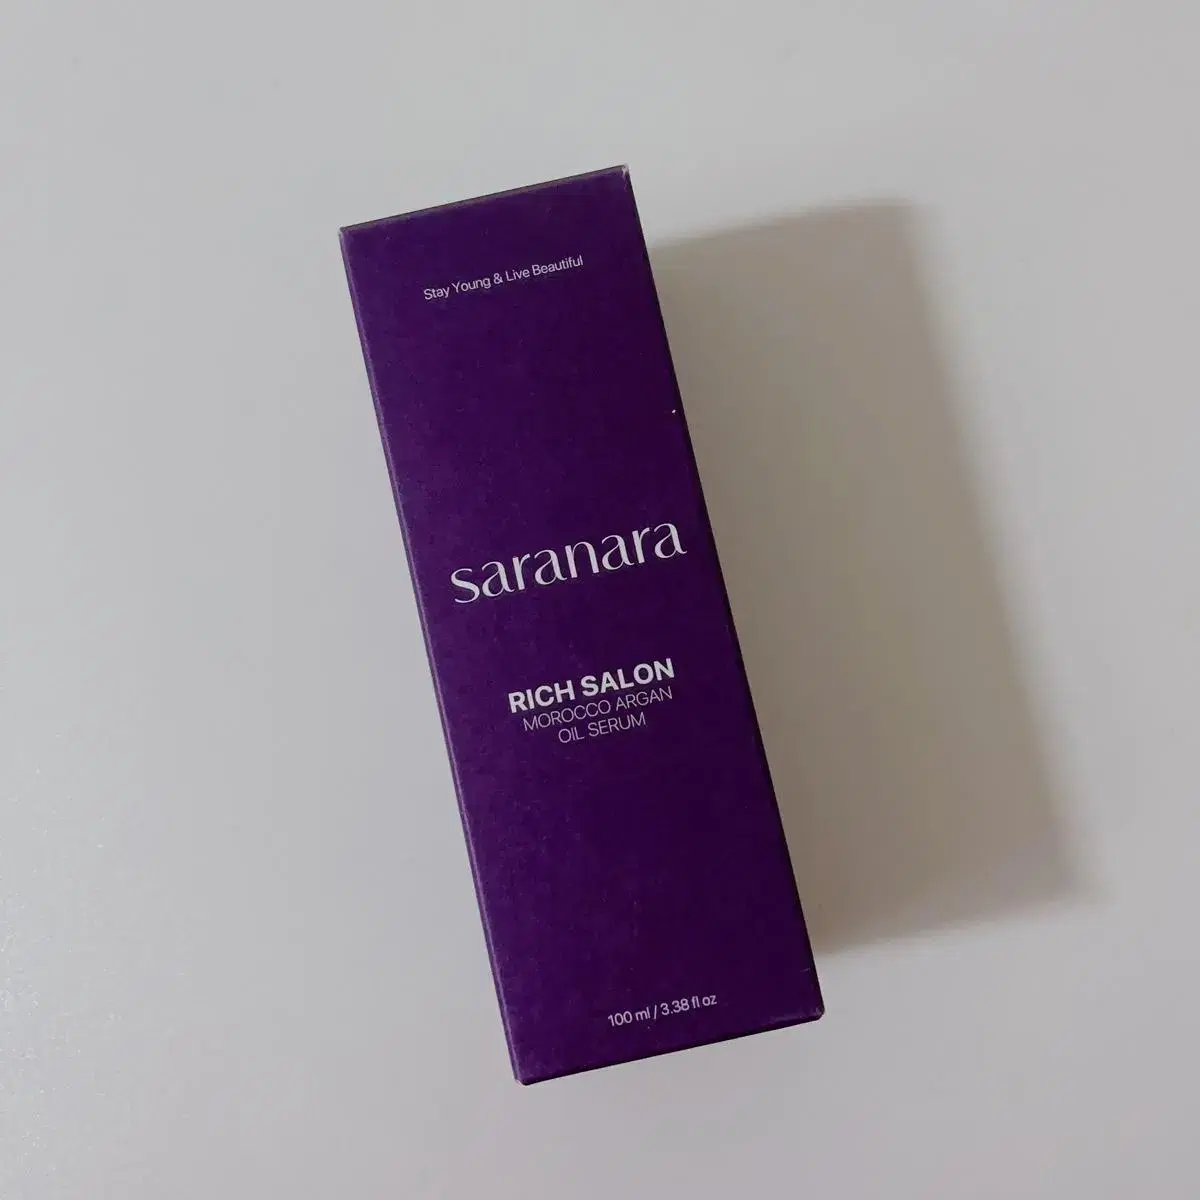 Stay Young & Live Beautiful
saranara
RICH SALON
MOROCCO ARGAN
OIL SERUM
100 ml / 3.38 fl oz